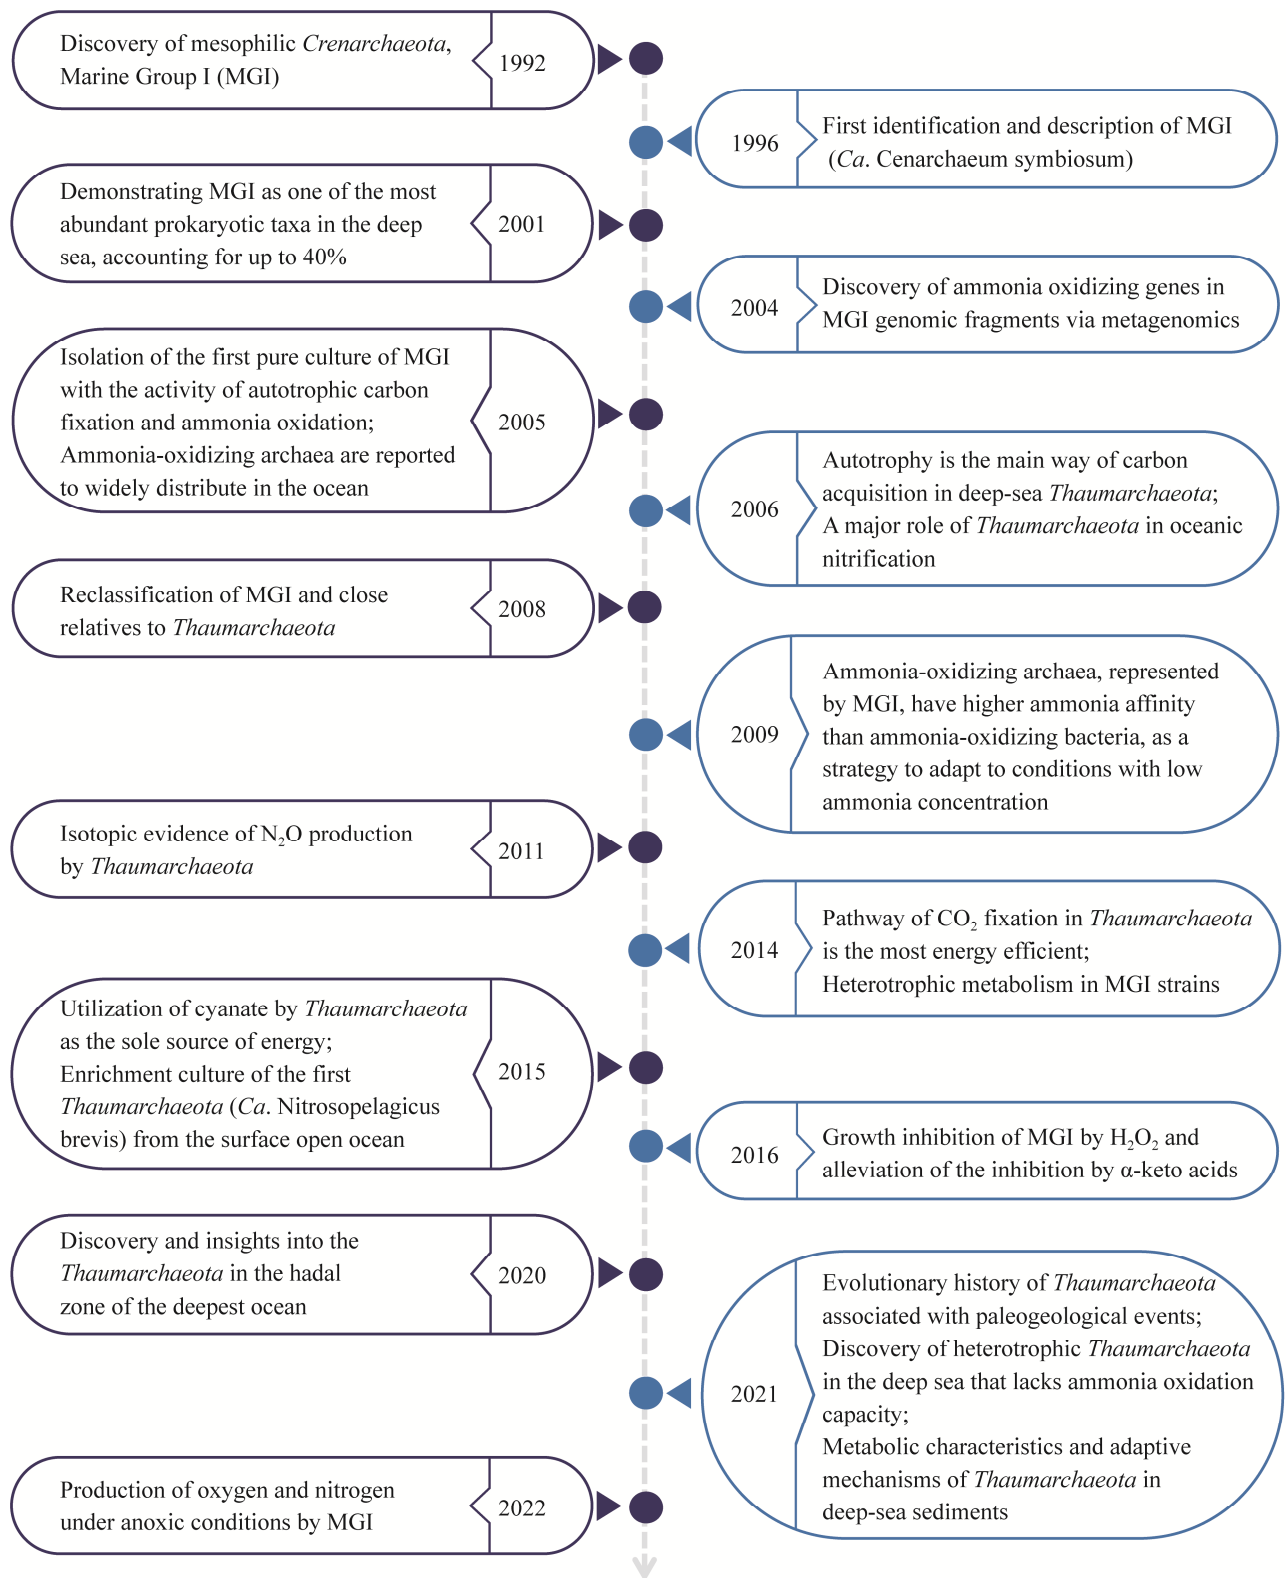 Discovery of mesophilic Crenarchaeota,
Marine Group I (MGI)
1992
1996
First identification and description of MGI
(Ca. Cenarchaeum symbiosum)
Demonstrating MGI as one of the most
abundant prokaryotic taxa in the deep
sea, accounting for up to 40%
2001
2004
Discovery of ammonia oxidizing genes in
MGI genomic fragments via metagenomics
Isolation of the first pure culture of MGI
with the activity of autotrophic carbon
fixation and ammonia oxidation;
Ammonia-oxidizing archaea are reported
to widely distribute in the ocean
2005
2006
Autotrophy is the main way of carbon
acquisition in deep-sea Thaumarchaeota;
A major role of Thaumarchaeota in oceanic
nitrification
Reclassification of MGI and close
relatives to Thaumarchaeota
2008
2009
Ammonia-oxidizing archaea, represented
by MGI, have higher ammonia affinity
than ammonia-oxidizing bacteria, as a
strategy to adapt to conditions with low
ammonia concentration
Isotopic evidence of N₂O production
by Thaumarchaeota
2011
2014
Pathway of CO₂ fixation in Thaumarchaeota
is the most energy efficient;
Heterotrophic metabolism in MGI strains
Utilization of cyanate by Thaumarchaeota
as the sole source of energy;
Enrichment culture of the first
Thaumarchaeota (Ca. Nitrosopelagicus
brevis) from the surface open ocean
2015
2016
Growth inhibition of MGI by H₂O₂ and
alleviation of the inhibition by α-keto acids
Discovery and insights into the
Thaumarchaeota in the hadal
zone of the deepest ocean
2020
2021
Evolutionary history of Thaumarchaeota
associated with paleogeological events;
Discovery of heterotrophic Thaumarchaeota
in the deep sea that lacks ammonia oxidation
capacity;
Metabolic characteristics and adaptive
mechanisms of Thaumarchaeota in
deep-sea sediments
Production of oxygen and nitrogen
under anoxic conditions by MGI
2022